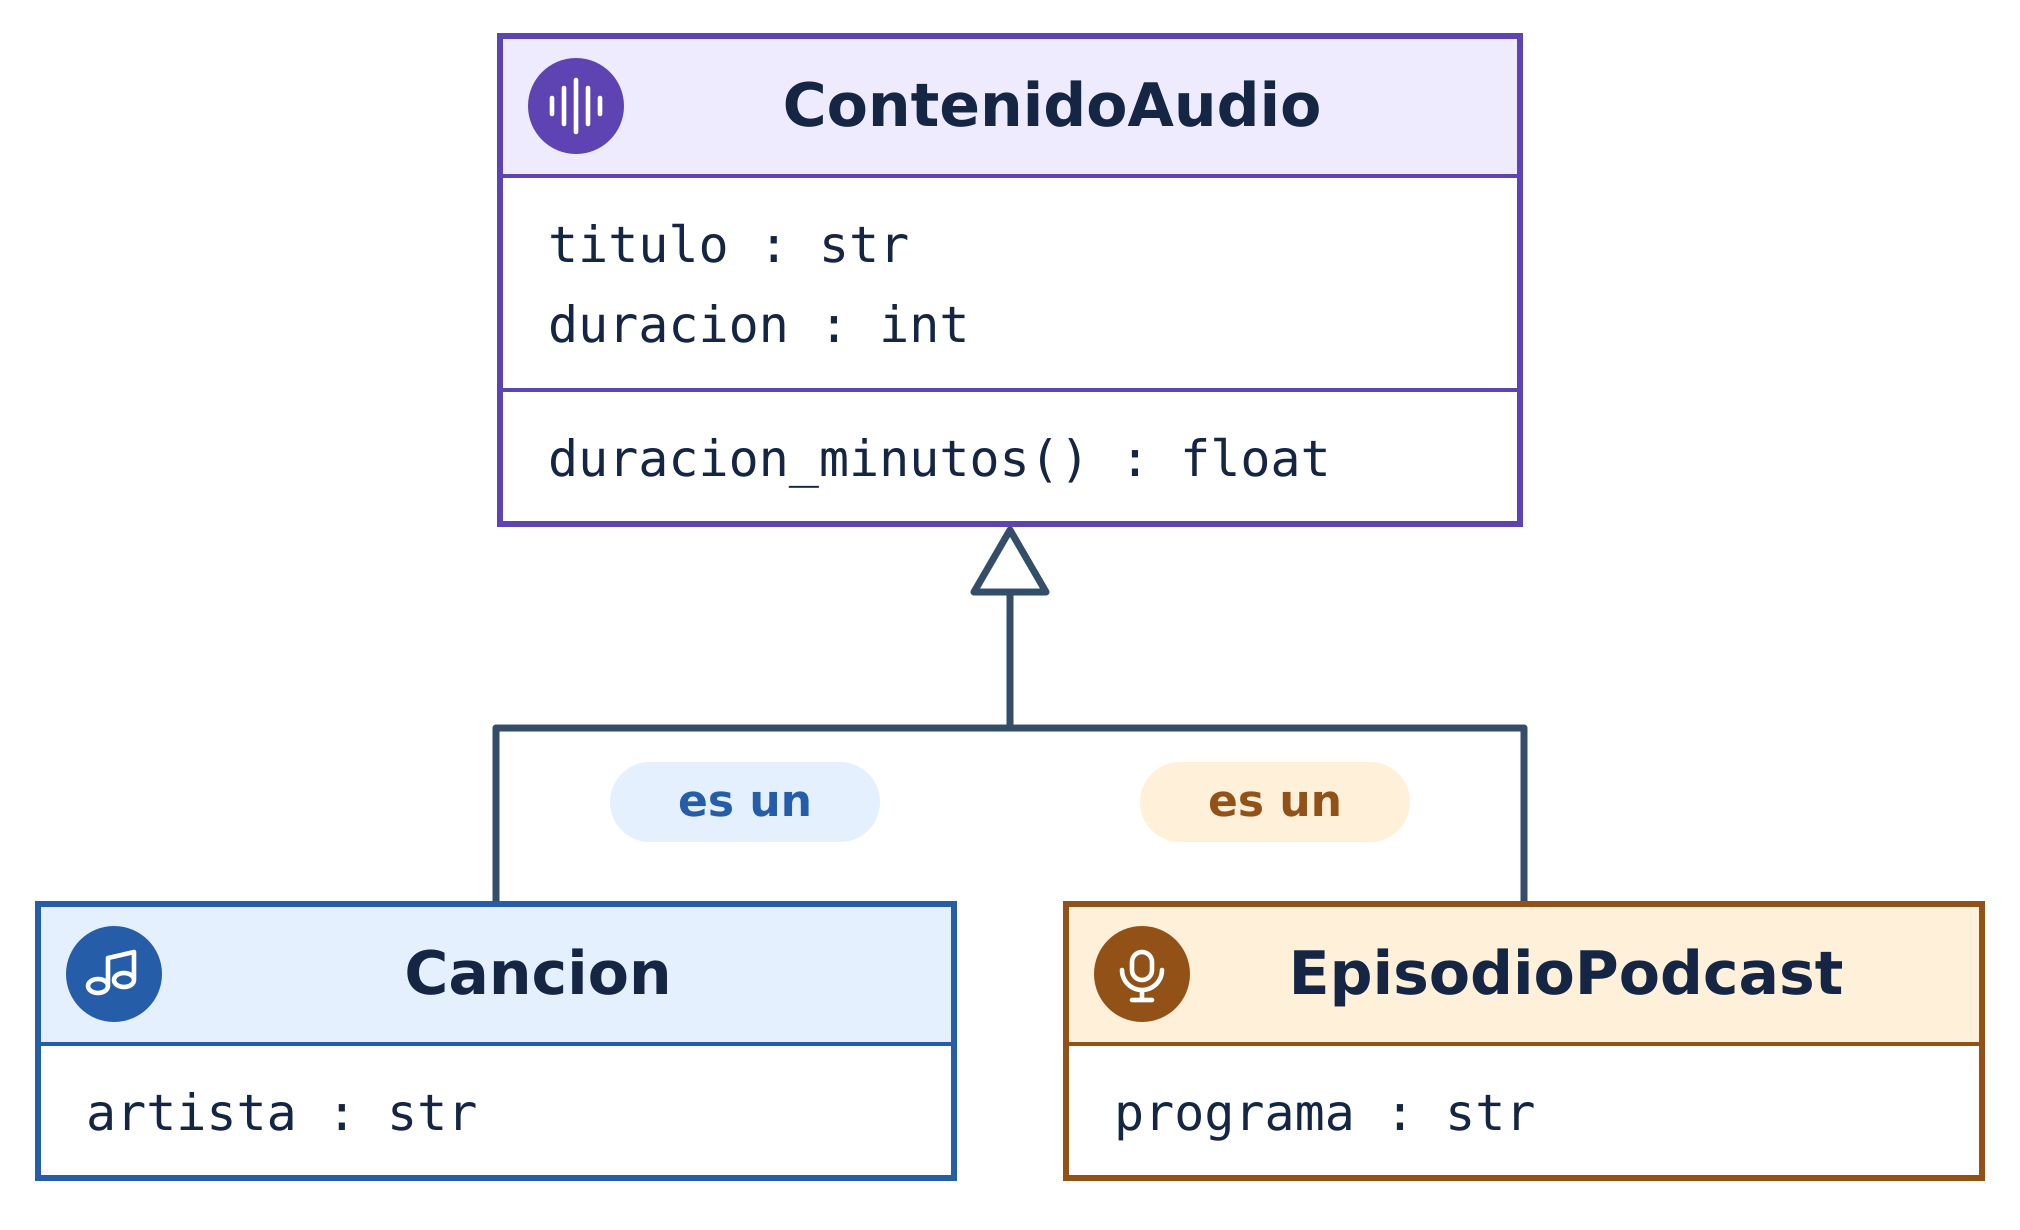 ContenidoAudio
titulo : str
duracion : int
duracion_minutos() : float
es un
es un
Cancion
artista : str
EpisodioPodcast
programa : str